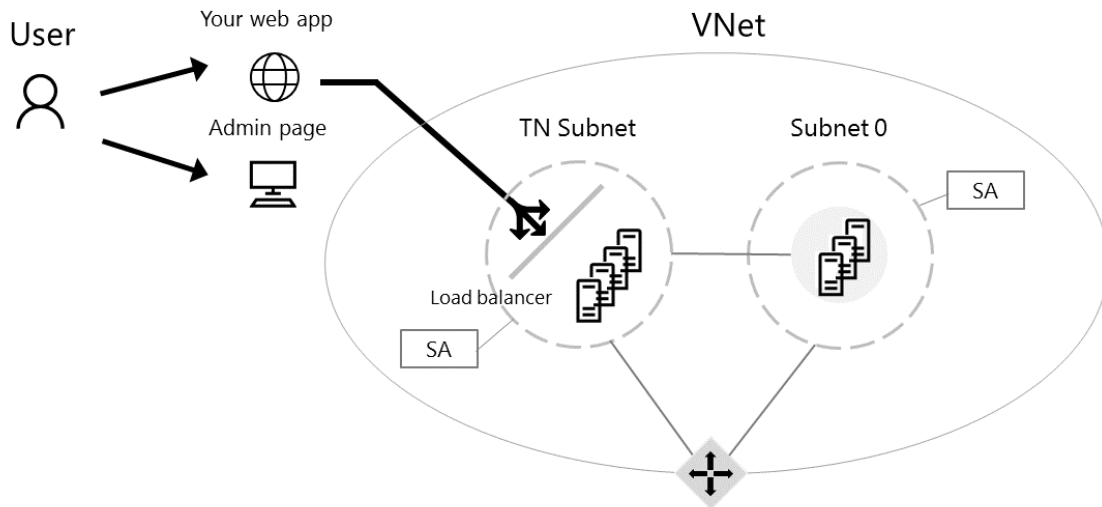 User
Your web app
Admin page
VNet
TN Subnet
Subnet 0
SA
Load balancer
SA